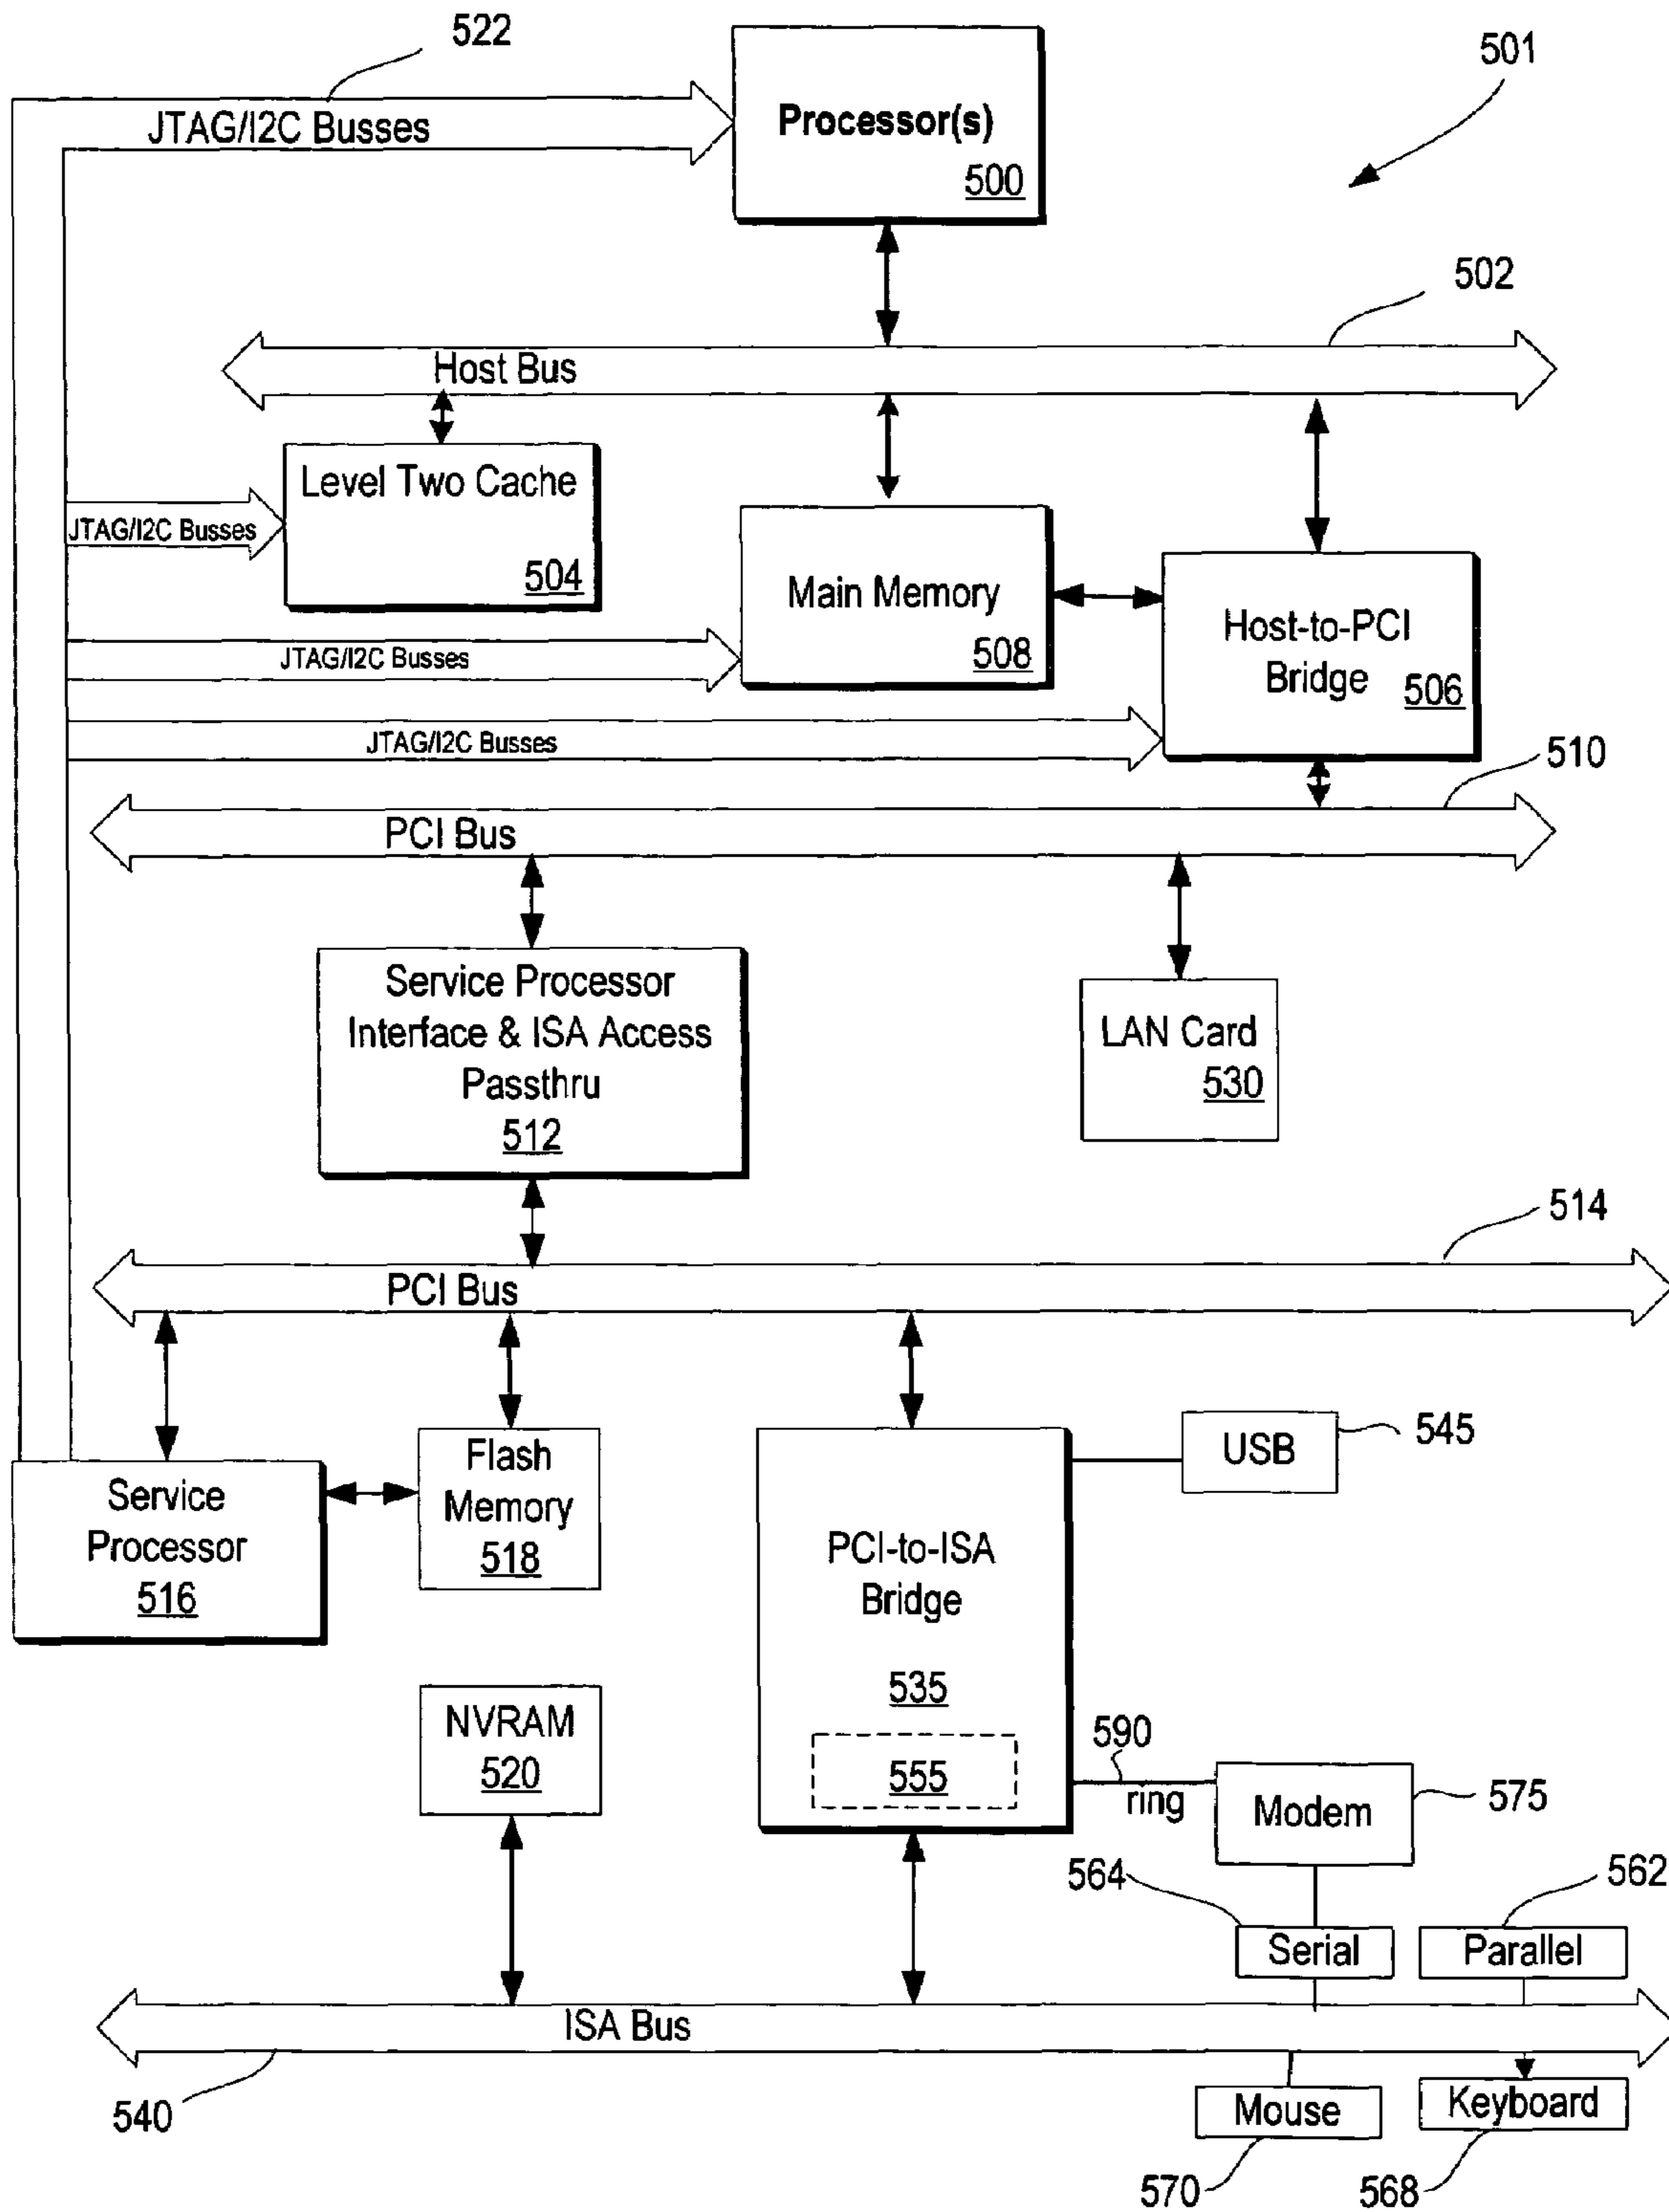 522
501
JTAG/I2C Busses
Processor(s)
500
502
Host Bus
Level Two Cache
504
JTAG/I2C Busses
Main Memory
508
Host-to-PCI
Bridge
506
JTAG/I2C Busses
JTAG/I2C Busses
510
PCI Bus
Service Processor
Interface & ISA Access
Passthru
512
LAN Card
530
514
PCI Bus
Service
Processor
516
Flash
Memory
518
PCI-to-ISA
Bridge
535
555
USB
545
NVRAM
520
590
ring
Modem
575
564
562
Serial
Parallel
ISA Bus
540
Mouse
Keyboard
570
568